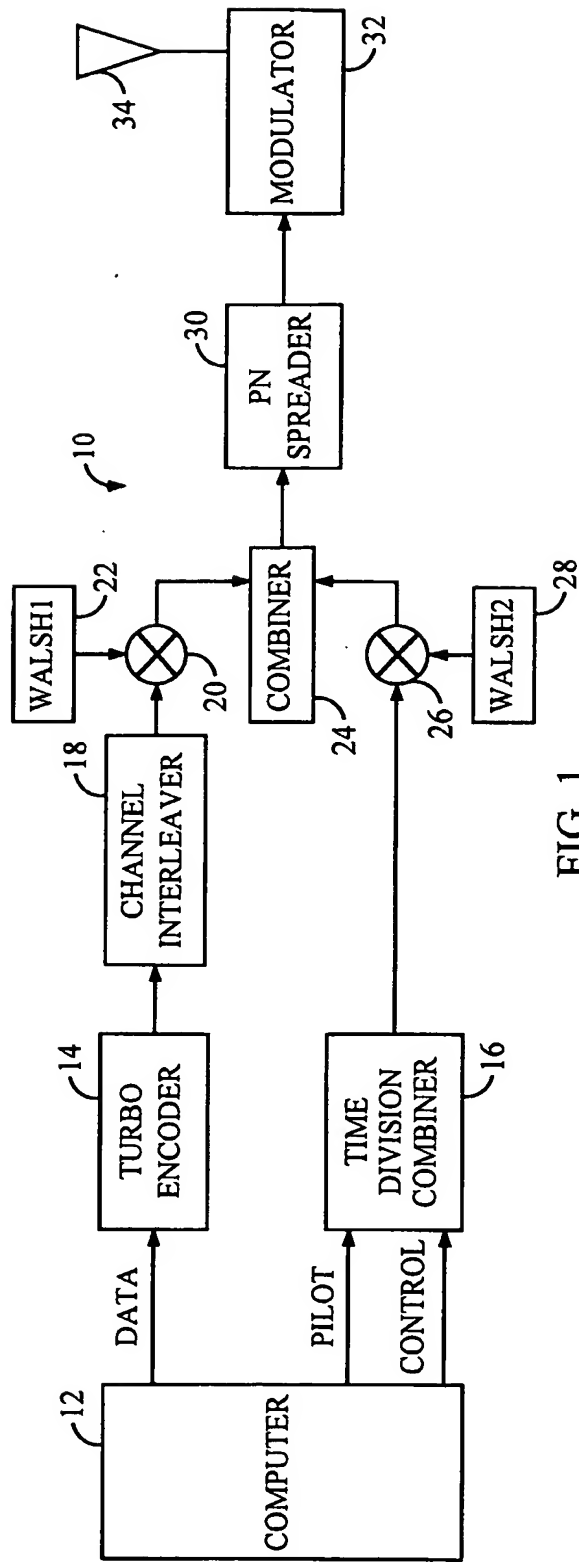 12
COMPUTER
DATA
PILOT
CONTROL
14
TURBO
ENCODER
TIME
DIVISION
COMBINER
16
18
CHANNEL
INTERLEAVER
WALSH1
22
20
10
COMBINER
24
26
WALSH2
28
30
PN
SPREADER
MODULATOR
32
34
FIG. 1